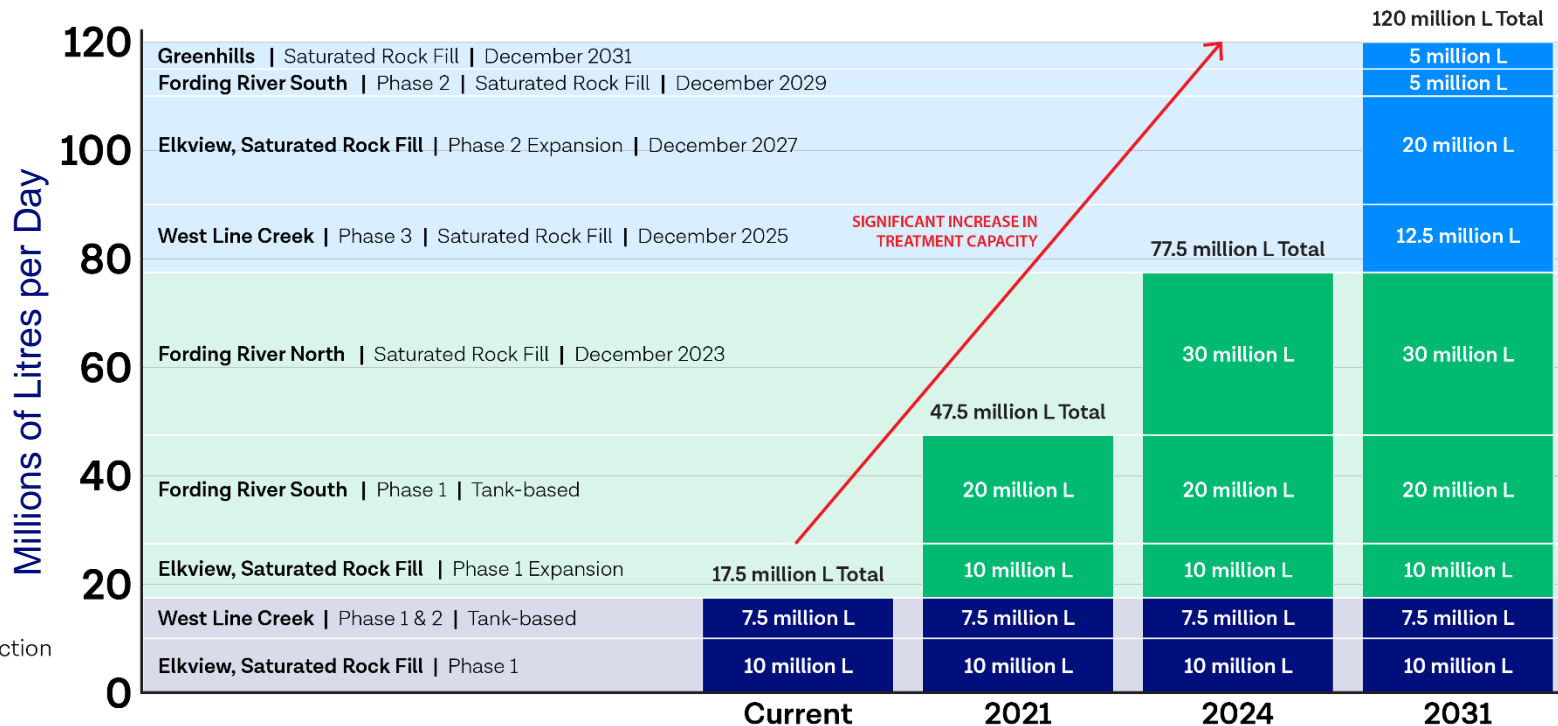 120 million L Total
120
Greenhills | Saturated Rock Fill | December 2031
5 million L
Fording River South | Phase 2 | Saturated Rock Fill | December 2029
5 million L
100
Elkview, Saturated Rock Fill | Phase 2 Expansion | December 2027
20 million L
SIGNIFICANT INCREASE IN
TREATMENT CAPACITY
West Line Creek | Phase 3 | Saturated Rock Fill | December 2025
12.5 million L
77.5 million L Total
80
Millions of Litres per Day
Fording River North | Saturated Rock Fill | December 2023
30 million L
30 million L
60
47.5 million L Total
40
Fording River South | Phase 1 | Tank-based
20 million L
20 million L
20 million L
Elkview, Saturated Rock Fill | Phase 1 Expansion
17.5 million L Total
10 million L
10 million L
10 million L
20
West Line Creek | Phase 1 & 2 | Tank-based
7.5 million L
7.5 million L
7.5 million L
7.5 million L
ction
Elkview, Saturated Rock Fill | Phase 1
10 million L
10 million L
10 million L
10 million L
0
Current
2021
2024
2031